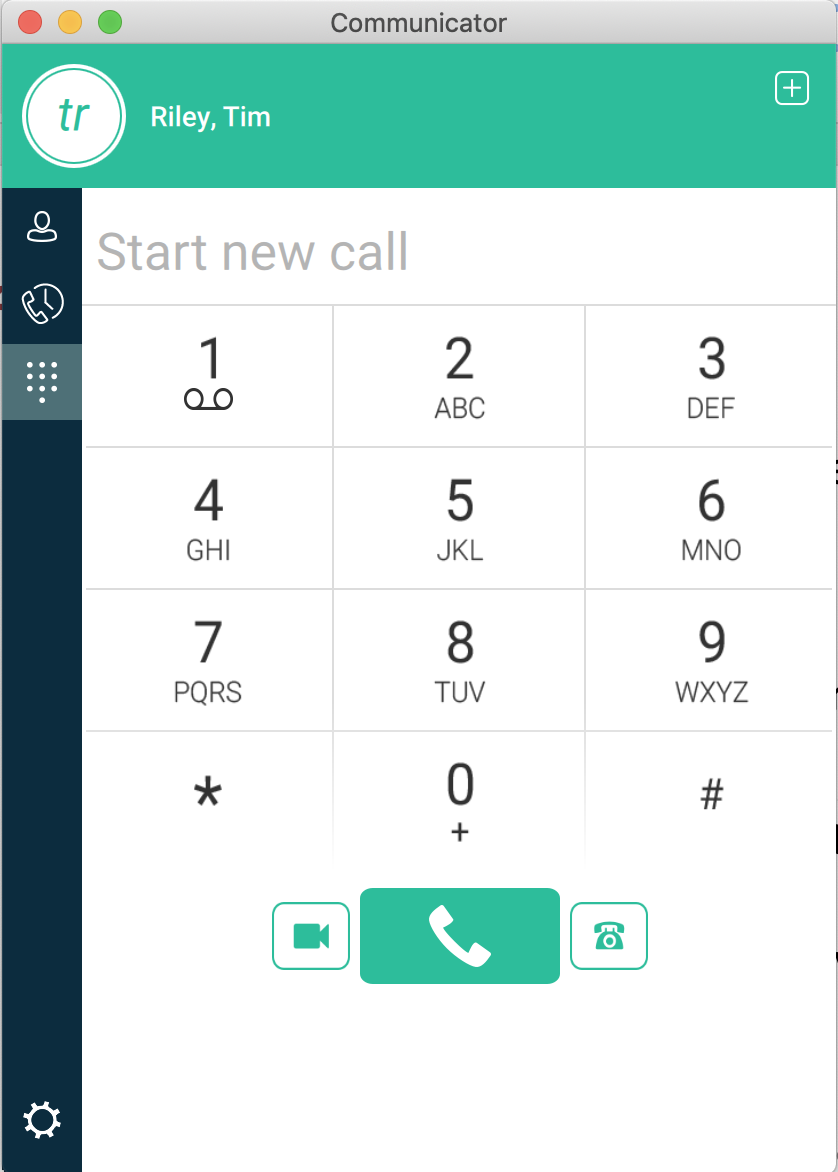 Communicator
tr
Riley, Tim
Start new call
1 2 3
ABC DEF
4 5 6
GHI JKL MNO
7 8 9
PQRS TUV WXYZ
* 0 #
+